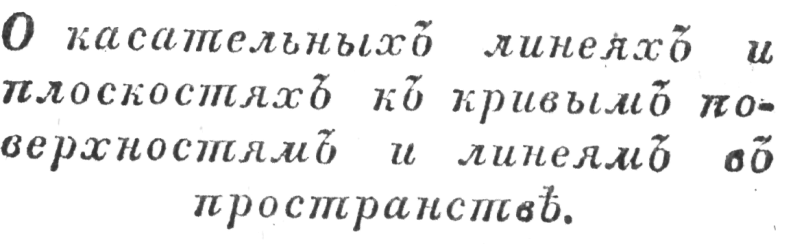 О касательныхъ линеяхъ и
плоскостяхъ къ кривымъ по-
верхностямъ и линеямъ въ
пространствѣ.